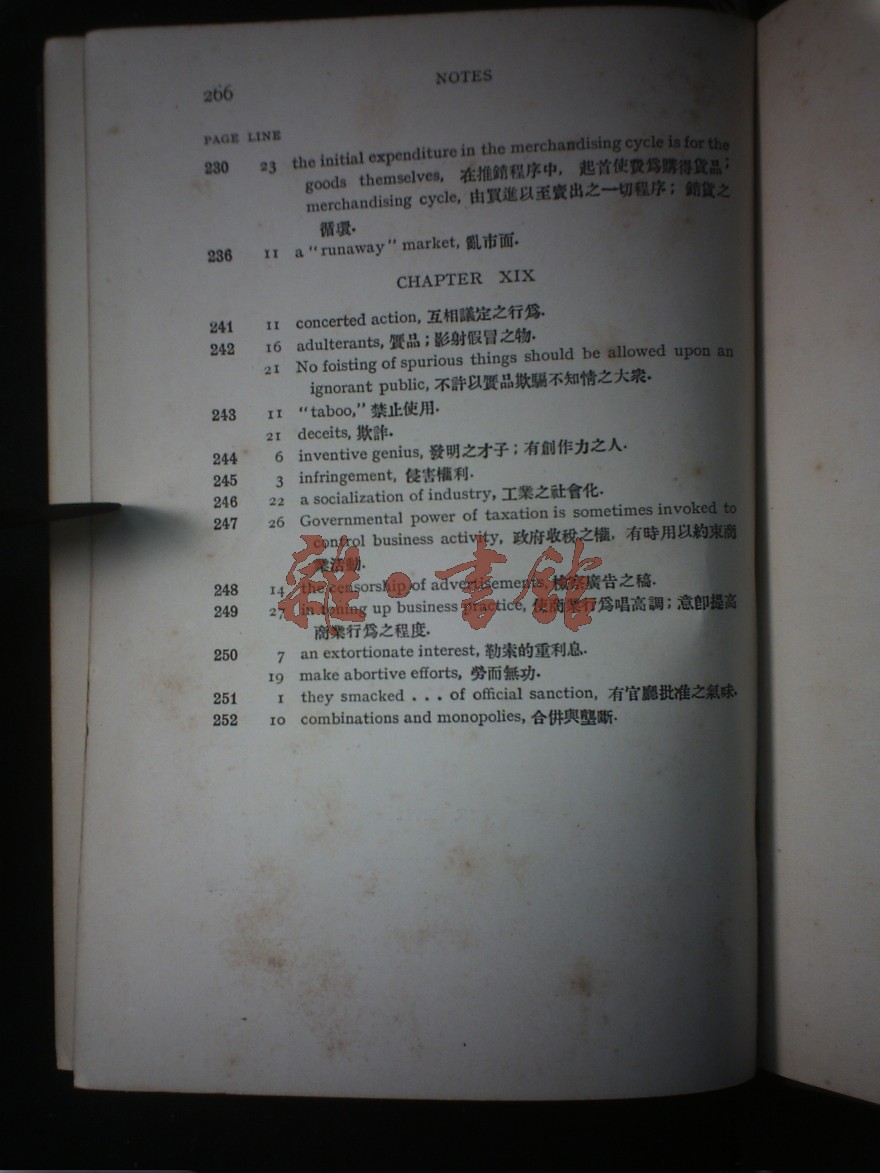 266 NOTES
PAGE LINE
230 23 the initial expenditure in the merchandising cycle is for the
goods themselves, 在推銷程序中, 起首使費爲購得貨品;
merchandising cycle, 由買進以至賣出之一切程序; 銷貨之
循環.
236 11 a "runaway" market, 亂市面.
CHAPTER XIX
241 11 concerted action, 互相議定之行爲.
242 16 adulterants, 贋品; 影射假冒之物.
21 No foisting of spurious things should be allowed upon an
ignorant public, 不許以贋品欺騙不知情之大衆.
243 11 "taboo," 禁止使用.
21 deceits, 欺詐.
244 6 inventive genius, 發明之才子; 有創作力之人.
245 3 infringement, 侵害權利.
246 22 a socialization of industry, 工業之社會化.
247 26 Governmental power of taxation is sometimes invoked to
control business activity, 政府收稅之權, 有時用以約束商
業活動.
248 14 the censorship of advertisements, 檢察廣告之稿.
249 27 in toning up business practice, 使商業行爲唱高調; 意卽提高
商業行爲之程度.
250 7 an extortionate interest, 勒索的重利息.
19 make abortive efforts, 勞而無功.
251 1 they smacked . . . of official sanction, 有官廳批准之氣味.
252 10 combinations and monopolies, 合併與壟斷.
雜·書館